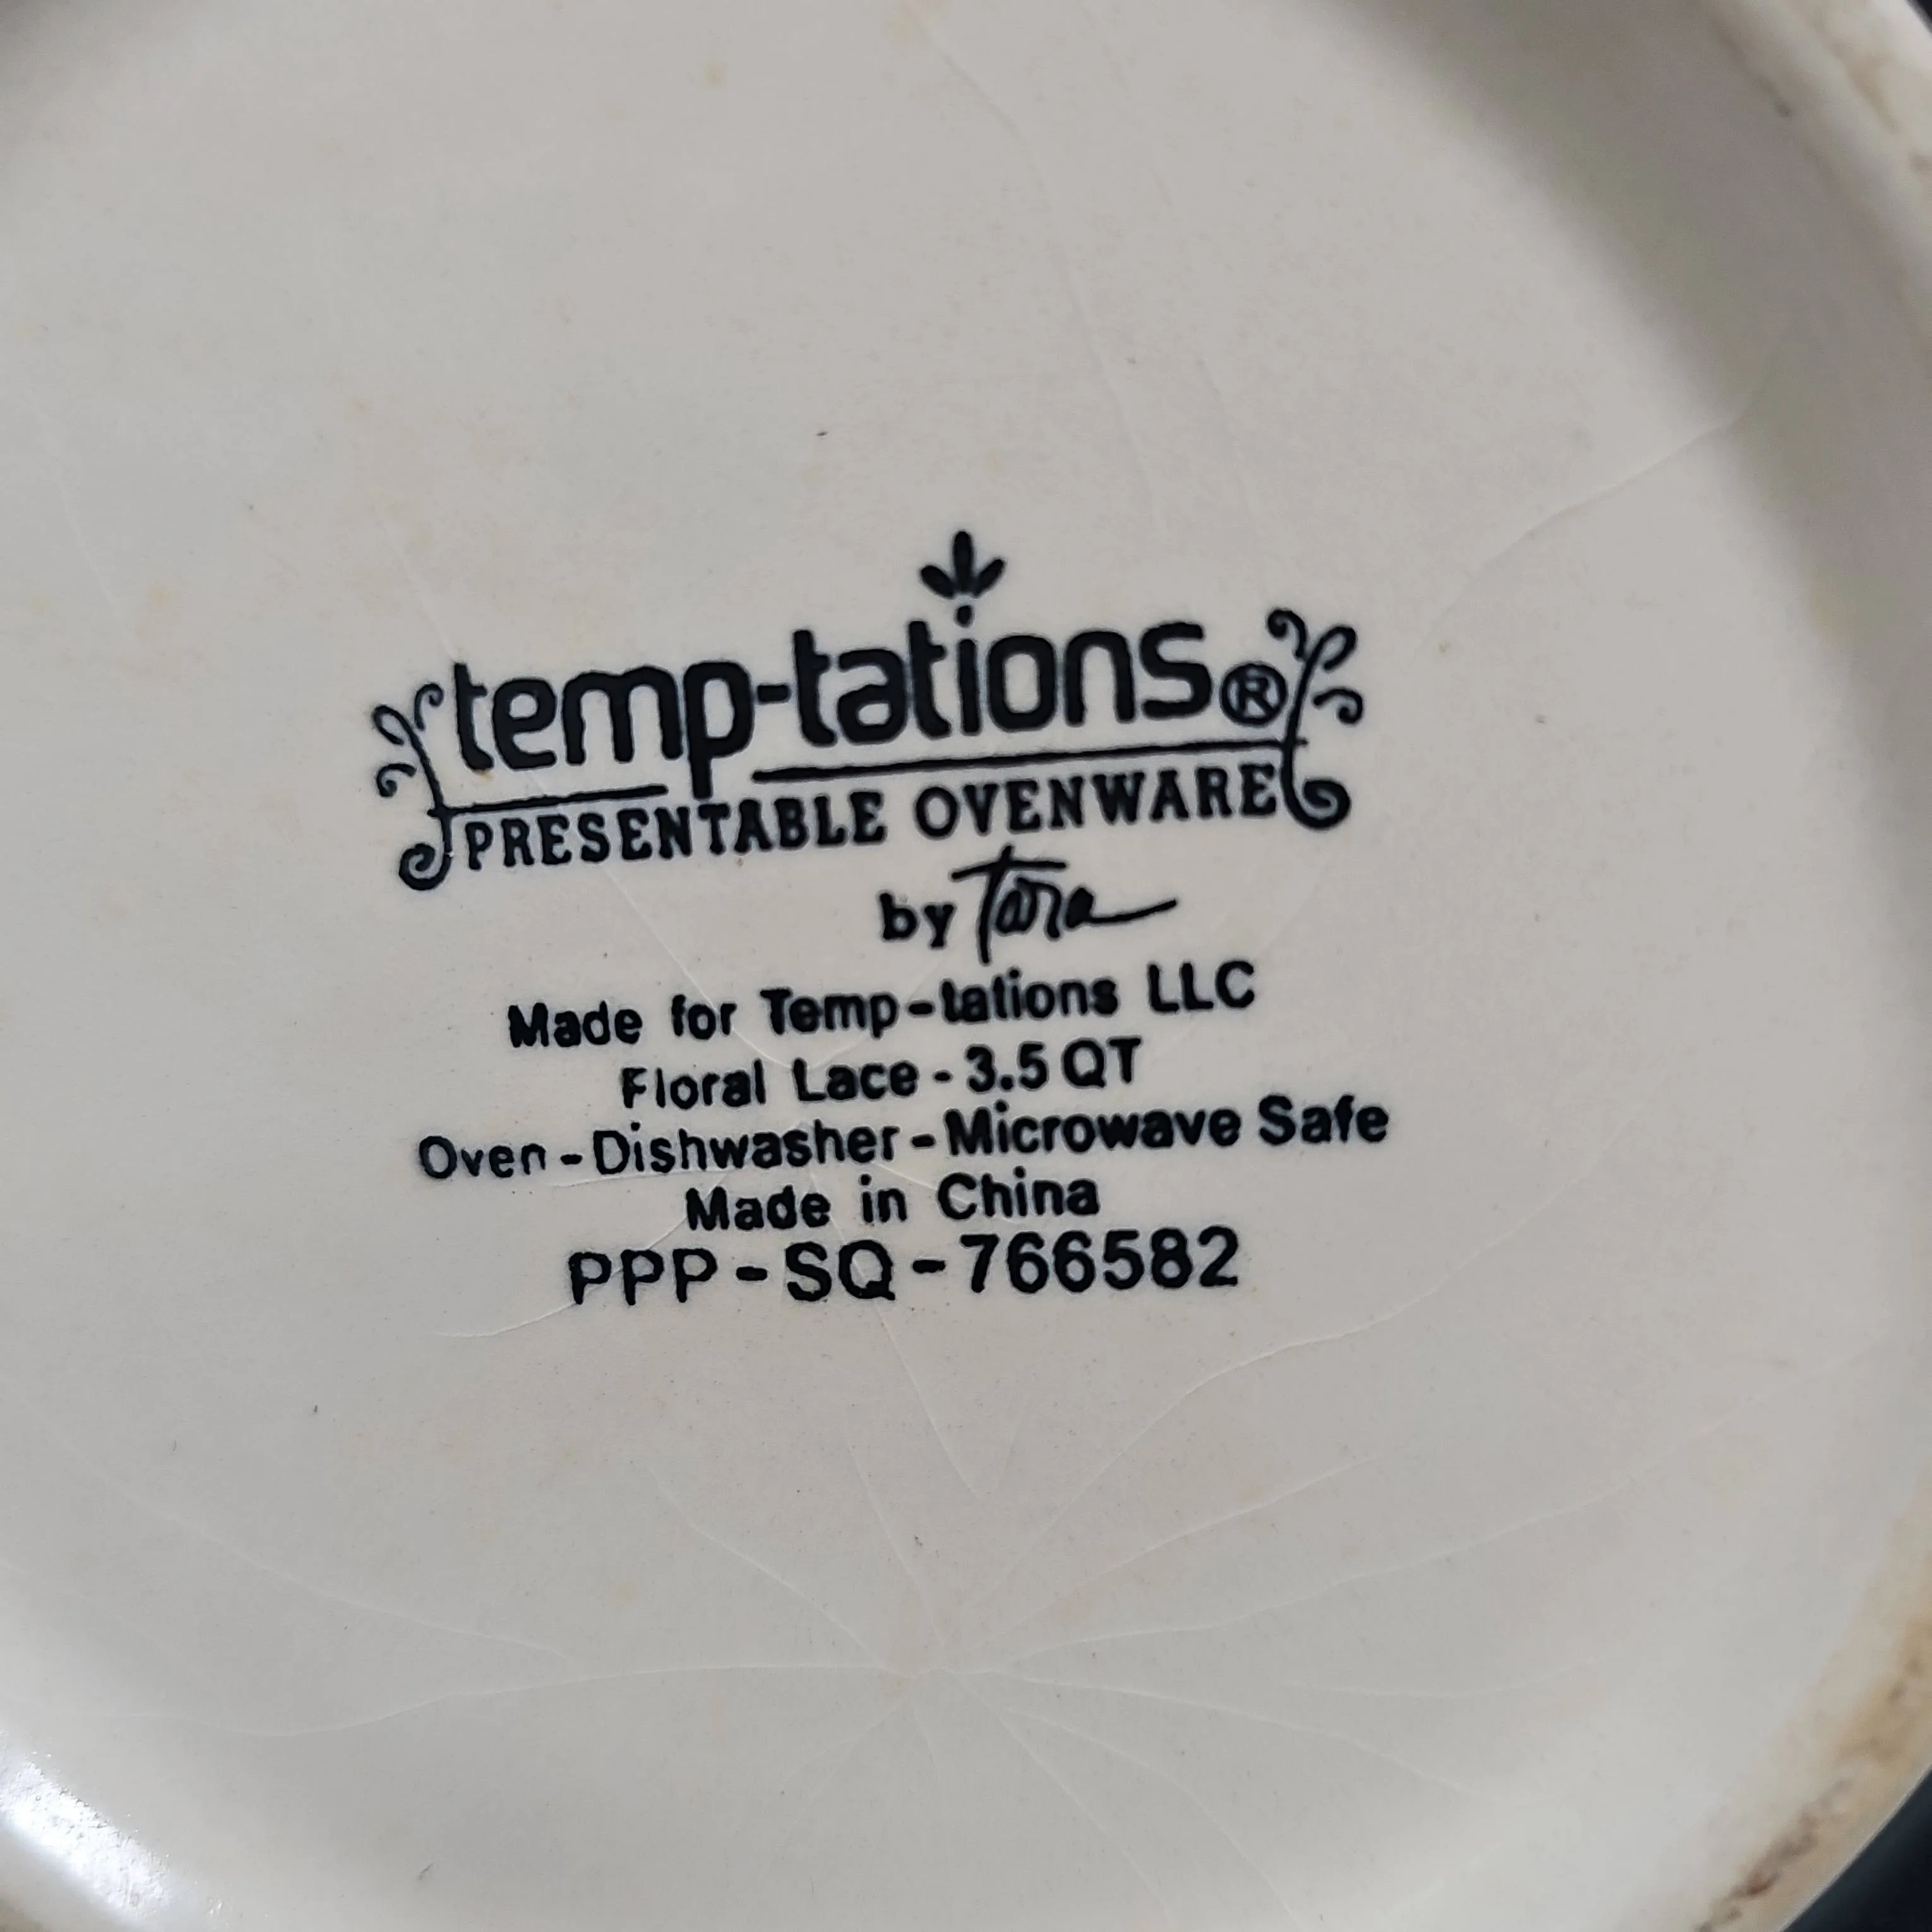 temp-tations®
PRESENTABLE OVENWARE
by Tara
Made for Temp-tations LLC
Floral Lace - 3.5 QT
Oven - Dishwasher - Microwave Safe
Made in China
PPP - SQ - 766582